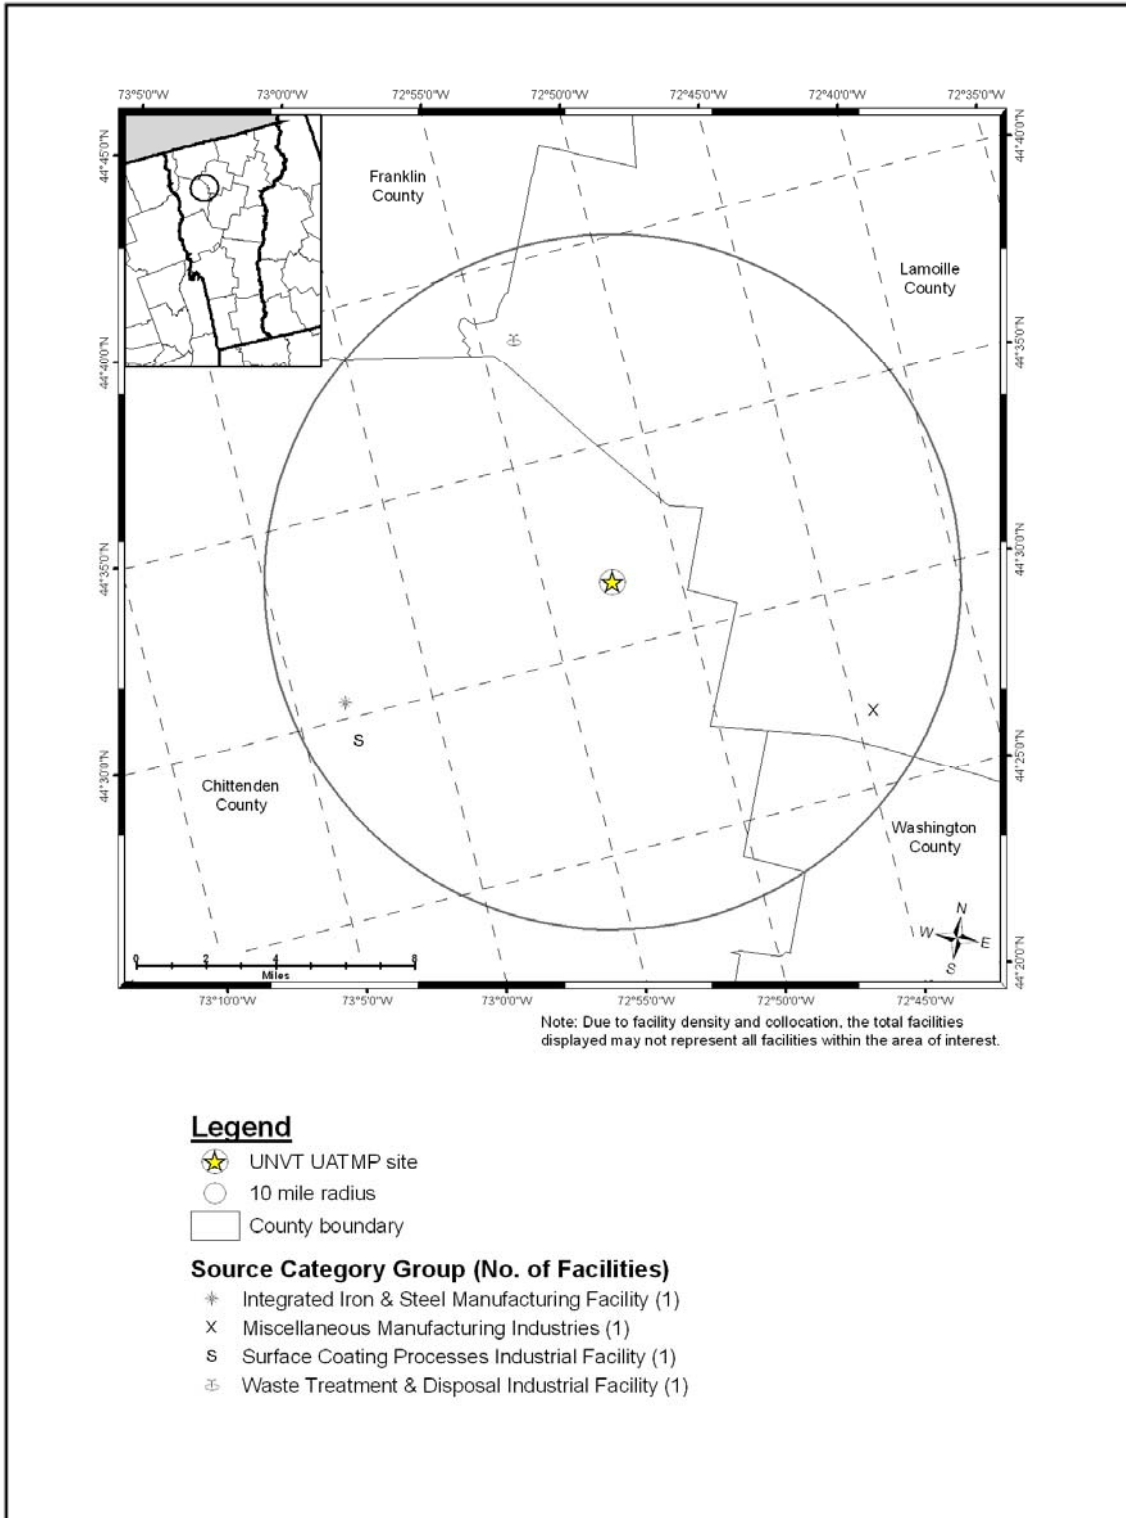 73°5'0"W 73°0'0"W 72°55'0"W 72°50'0"W 72°45'0"W 72°40'0"W 72°35'0"W
44°45'0"N
44°40'0"N
44°35'0"N
44°30'0"N
44°40'0"N
44°35'0"N
44°30'0"N
44°25'0"N
44°20'0"N
Franklin
County
Lamoille
County
S
X
Chittenden
County
Washington
County
N
W E
S
0 2 4 6 8
Miles
73°10'0"W 73°5'0"W 73°0'0"W 72°55'0"W 72°50'0"W 72°45'0"W
Note: Due to facility density and collocation, the total facilities
displayed may not represent all facilities within the area of interest.
Legend
UNVT UATMP site
10 mile radius
County boundary
Source Category Group (No. of Facilities)
Integrated Iron & Steel Manufacturing Facility (1)
X Miscellaneous Manufacturing Industries (1)
S Surface Coating Processes Industrial Facility (1)
Waste Treatment & Disposal Industrial Facility (1)